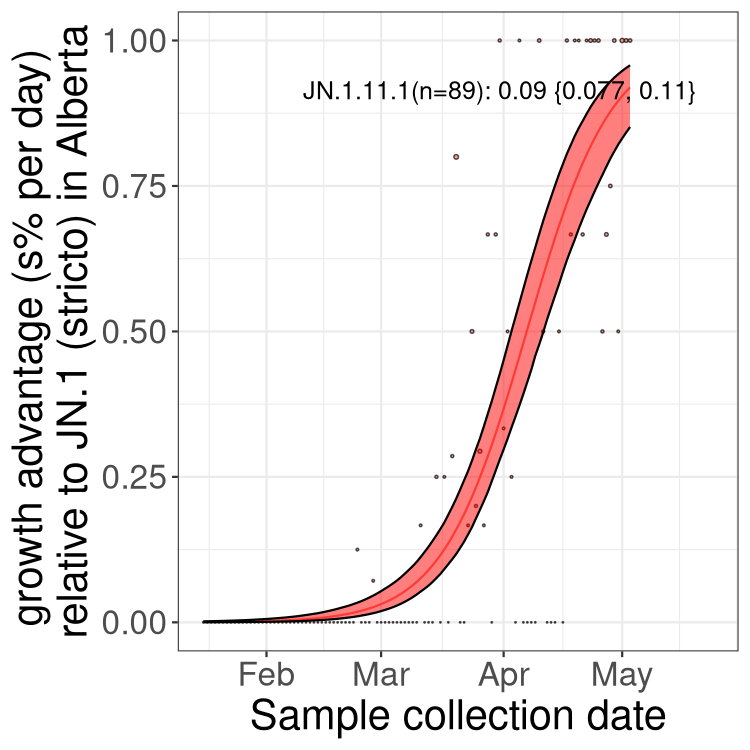 growth advantage (s% per day)
relative to JN.1 (stricto) in Alberta
1.00
0.75
0.50
0.25
0.00
JN.1.11.1(n=89): 0.09 {0.077, 0.11}
Feb Mar Apr May
Sample collection date